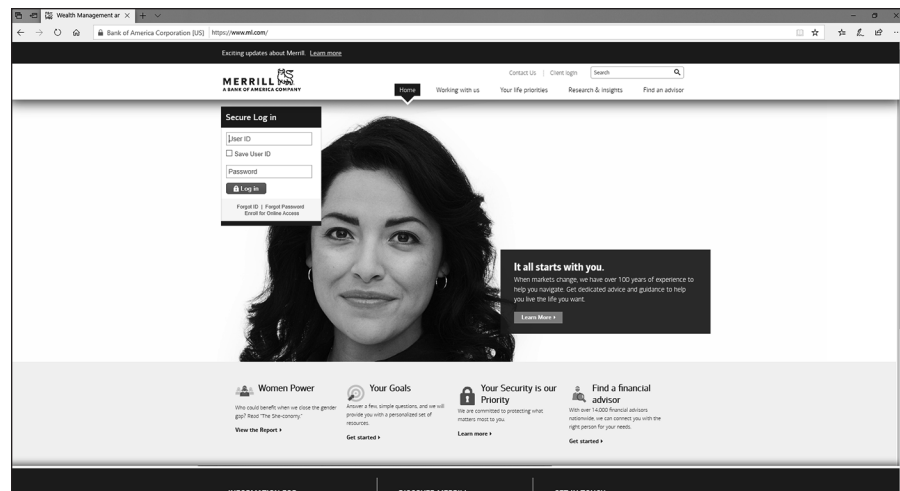 Wealth Management ar
Bank of America Corporation [US] https://www.ml.com/
Exciting updates about Merrill. Learn more
Contact Us | Client login Search
MERRILL
A BANK OF AMERICA COMPANY
Home Working with us Your life priorities Research & insights Find an advisor
Secure Log in
User ID
Save User ID
Password
Log in
Forgot ID | Forgot Password
Enroll for Online Access
It all starts with you.
When markets change, we have over 100 years of experience to
help you navigate. Get dedicated advice and guidance to help
you live the life you want.
Learn More
Women Power
Who could benefit when we close the gender
gap? Read "The She-conomy."
View the Report
Your Goals
Answer a few, simple questions, and we will
provide you with a personalized set of
resources.
Get started
Your Security is our
Priority
We are committed to protecting what
matters most to you.
Learn more
Find a financial
advisor
With over 14,000 financial advisors
nationwide, we can connect you with the
right person for your needs.
Get started